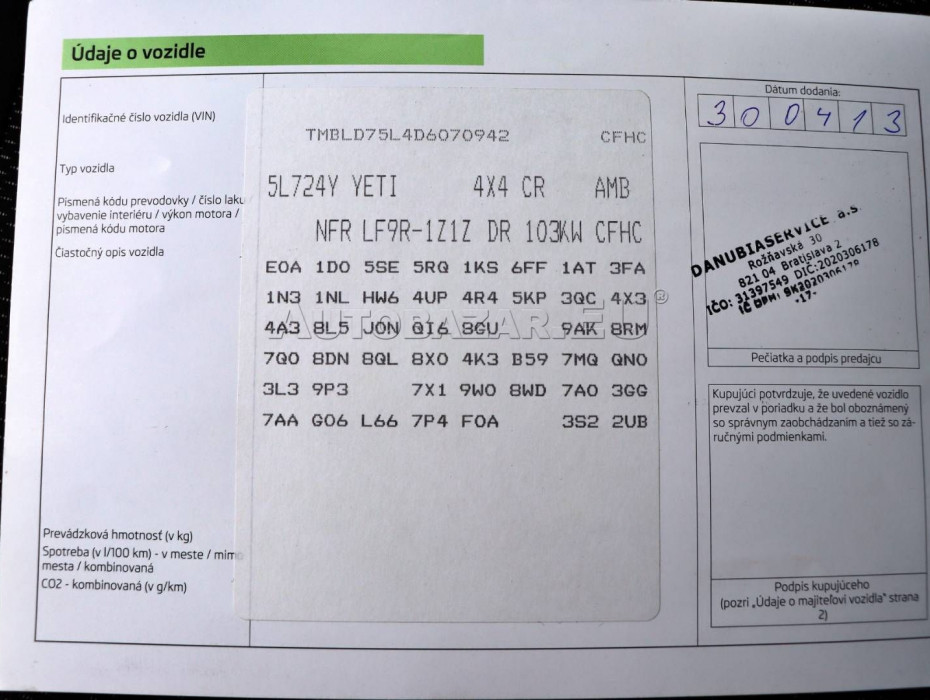 Údaje o vozidle
Identifikačné číslo vozidla (VIN)
TMBLD75L4D6070942 CFHC
Typ vozidla
5L724Y YETI 4X4 CR AMB
Písmená kódu prevodovky / číslo laku
vybavenie interiéru / výkon motora /
písmená kódu motora
NFR LF9R-1Z1Z DR 103KW CFHC
Čiastočný opis vozidla
E0A 1D0 5SE 5RQ 1KS 6FF 1AT 3FA
1N3 1NL HW6 4UP 4R4 5KP 3QC 4X3
4A3 8L5 J0N QI6 8GU 9AK 8RM
7Q0 8DN 8QL 8X0 4K3 B59 7MQ QN0
3L3 9P3 7X1 9W0 8WD 7A0 3GG
7AA G06 L66 7P4 F0A 3S2 2UB
AUTOBAZAR.EU®
Prevádzková hmotnosť (v kg)
Spotreba (v l/100 km) - v meste / mimo
mesta / kombinovaná
CO2 - kombinovaná (v g/km)
Dátum dodania:
300413
DANUBIASERVICE a.s.
Rožňavská 30
821 04 Bratislava 2
IČO: 31397549 DIČ:2020306178
IČ DPH: SK2020306178
-17-
Pečiatka a podpis predajcu
Kupujúci potvrdzuje, že uvedené vozidlo
prevzal v poriadku a že bol oboznámený
so správnym zaobchádzaním a tiež so zá-
ručnými podmienkami.
Podpis kupujúceho
(pozri „Údaje o majiteľovi vozidla“ strana
2)